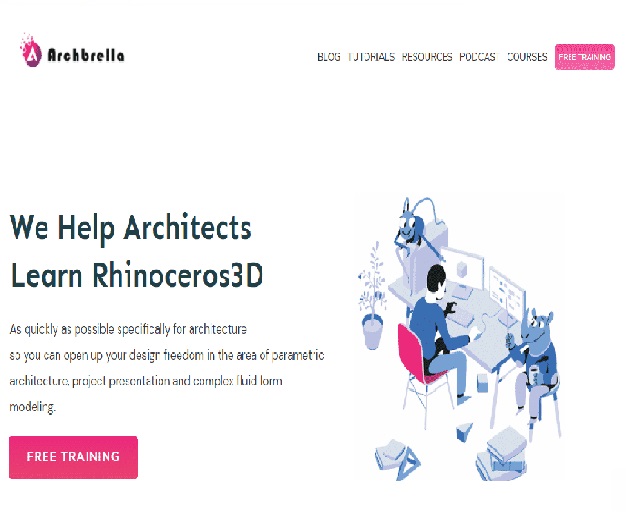 Archbrella
BLOG TUTORIALS RESOURCES PODCAS COURSES FREE TRAINING
We Help Architects
Learn Rhinoceros3D
As quickly as possible specifically for architecture
so you can open up your design freedom in the area of parametric
architecture, project presentation and complex fluid form
modeling.
FREE TRAINING